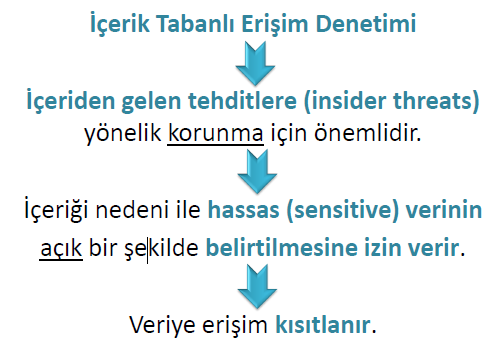 İçerik Tabanlı Erişim Denetimi
İçeriden gelen tehditlere (insider threats)
yönelik korunma için önemlidir.
İçeriği nedeni ile hassas (sensitive) verinin
açık bir şekilde belirtilmesine izin verir.
Veriye erişim kısıtlanır.